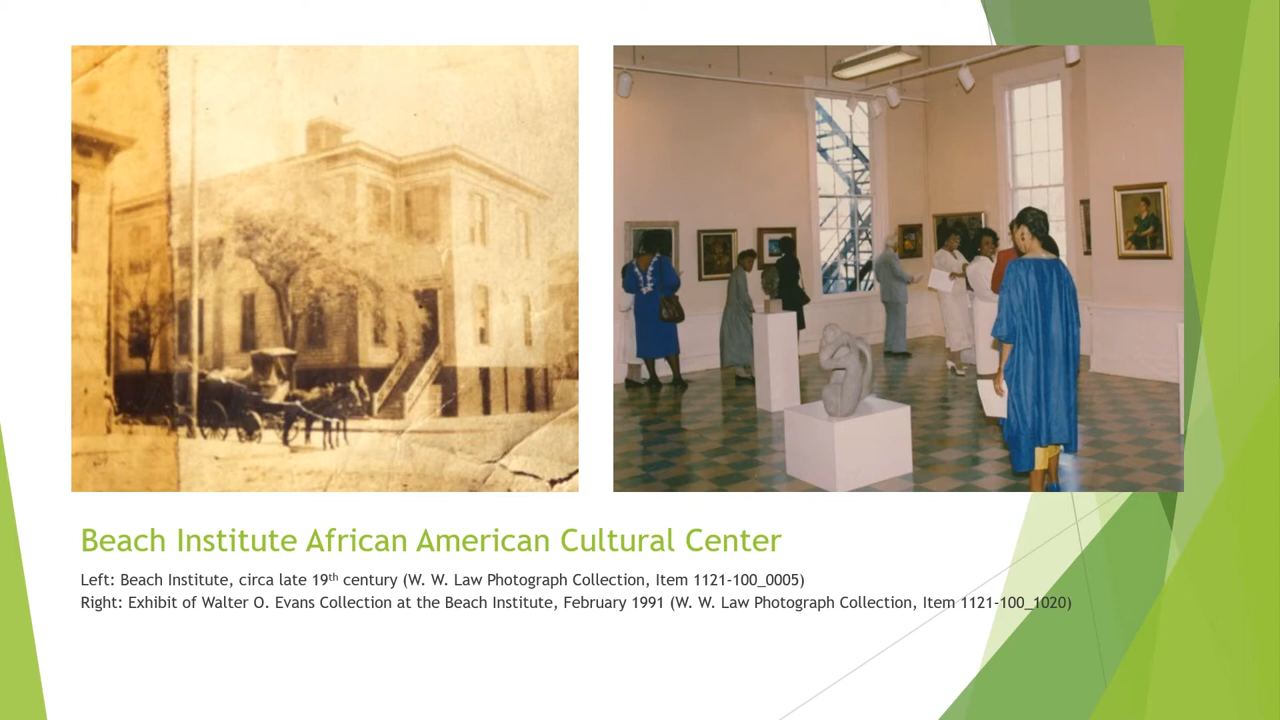 Beach Institute African American Cultural Center
Left: Beach Institute, circa late 19th century (W. W. Law Photograph Collection, Item 1121-100_0005)
Right: Exhibit of Walter O. Evans Collection at the Beach Institute, February 1991 (W. W. Law Photograph Collection, Item 1121-100_1020)